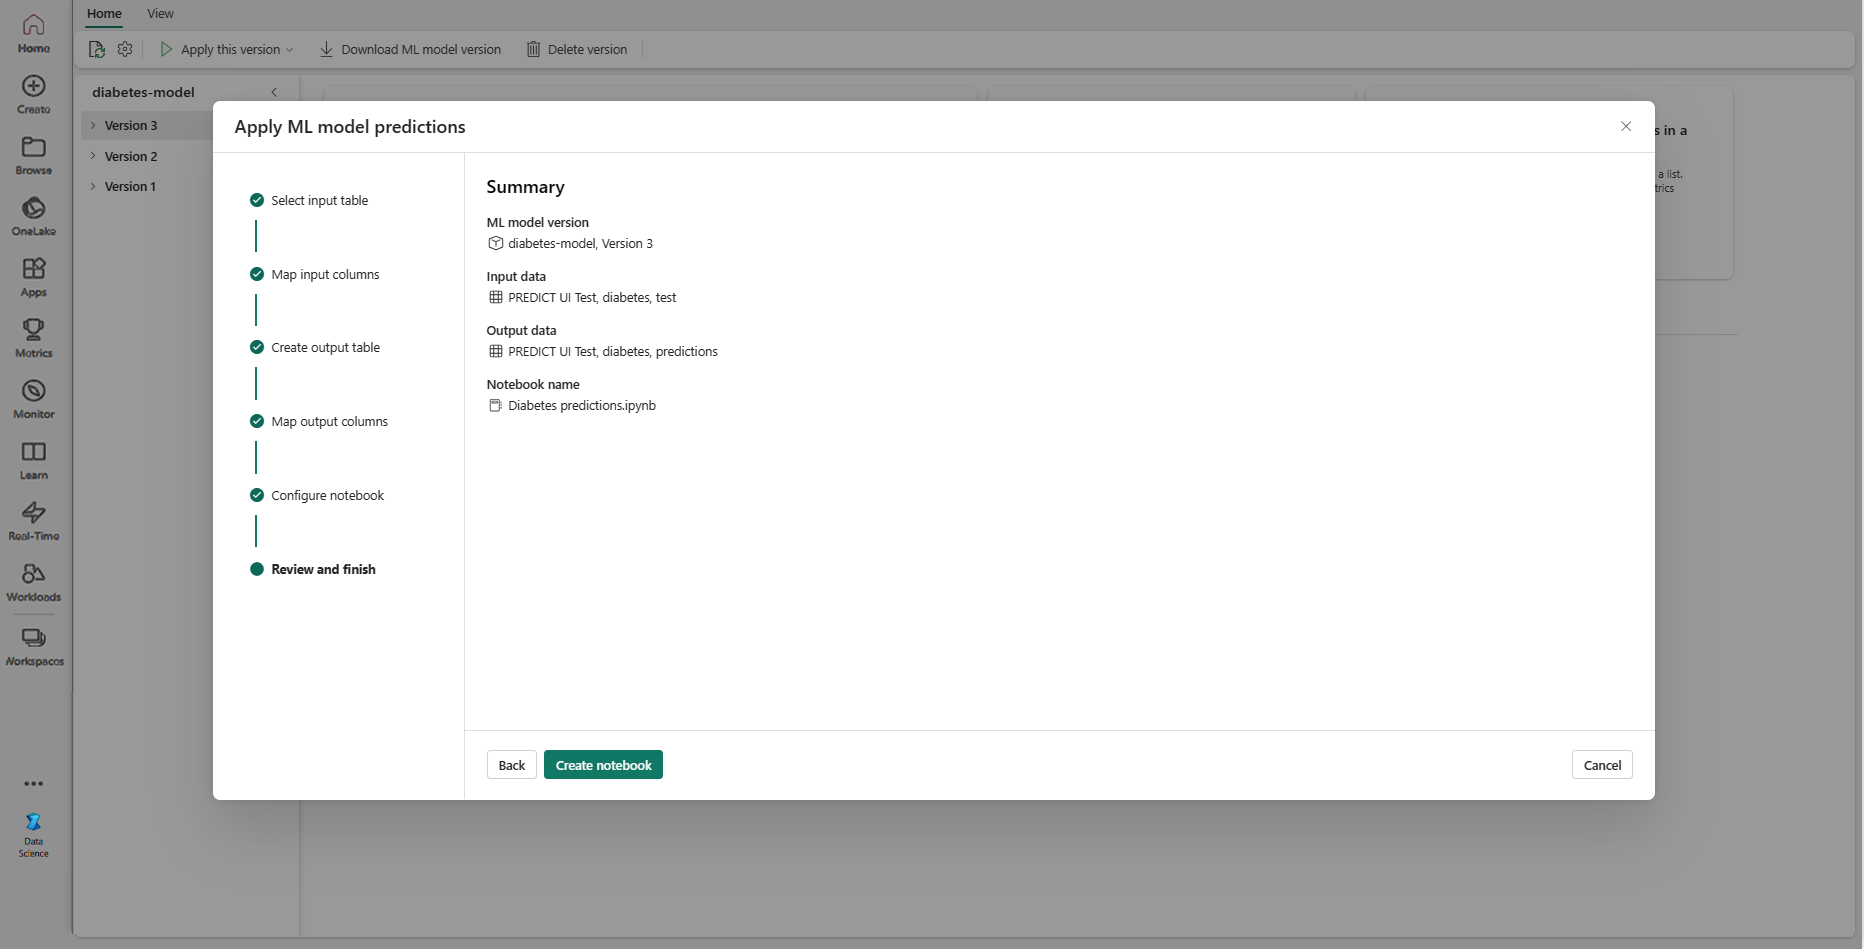 Home
View
Apply this version
Download ML model version
Delete version
Home
Create
Browse
OneLake
Apps
Metrics
Monitor
Learn
Real-Time
Workloads
Workspaces
Data
Science
diabetes-model
Version 3
Version 2
Version 1
s in a
a list.
trics
Apply ML model predictions
Select input table
Map input columns
Create output table
Map output columns
Configure notebook
Review and finish
Summary
ML model version
diabetes-model, Version 3
Input data
PREDICT UI Test, diabetes, test
Output data
PREDICT UI Test, diabetes, predictions
Notebook name
Diabetes predictions.ipynb
Back
Create notebook
Cancel